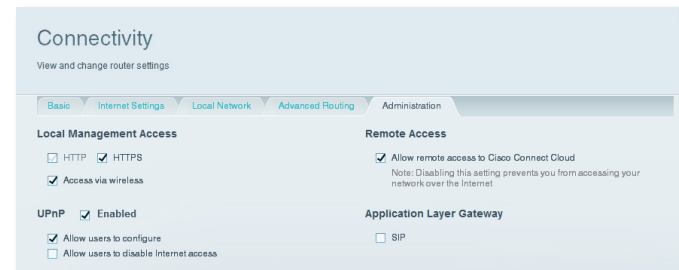 Connectivity
View and change router settings
Basic
Internet Settings
Local Network
Advanced Routing
Administration
Local Management Access
HTTP
HTTPS
Access via wireless
UPnP
Enabled
Allow users to configure
Allow users to disable Internet access
Remote Access
Allow remote access to Cisco Connect Cloud
Note: Disabling this setting prevents you from accessing your
network over the Internet
Application Layer Gateway
SIP